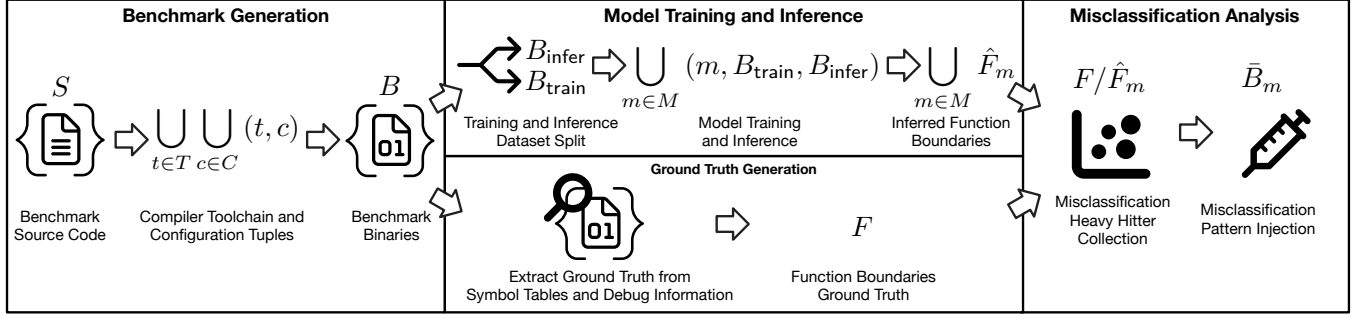 Benchmark Generation
S
B
01
⋃ ⋃ (t, c)
t∈T c∈C
Benchmark
Source Code
Compiler Toolchain and
Configuration Tuples
Benchmark
Binaries
Model Training and Inference
B_infer
B_train
⋃ (m, B_train, B_infer)
m∈M
⋃ F̂_m
m∈M
Training and Inference
Dataset Split
Model Training
and Inference
Inferred Function
Boundaries
Ground Truth Generation
01
F
Extract Ground Truth from
Symbol Tables and Debug Information
Function Boundaries
Ground Truth
Misclassification Analysis
F/F̂_m
B̄_m
Misclassification
Heavy Hitter
Collection
Misclassification
Pattern Injection